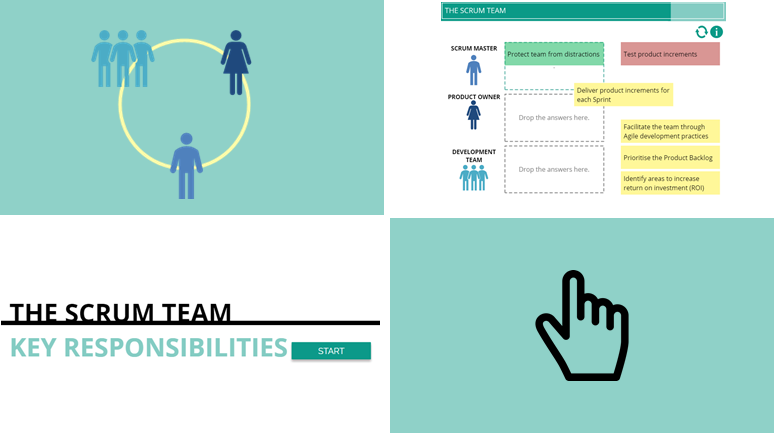 THE SCRUM TEAM
SCRUM MASTER
Protect team from distractions
Test product increments
Deliver product increments for
each Sprint
PRODUCT OWNER
Drop the answers here.
Facilitate the team through
Agile development practices
DEVELOPMENT
TEAM
Drop the answers here.
Prioritise the Product Backlog
Identify areas to increase
return on investment (ROI)
THE SCRUM TEAM
KEY RESPONSIBILITIES
START